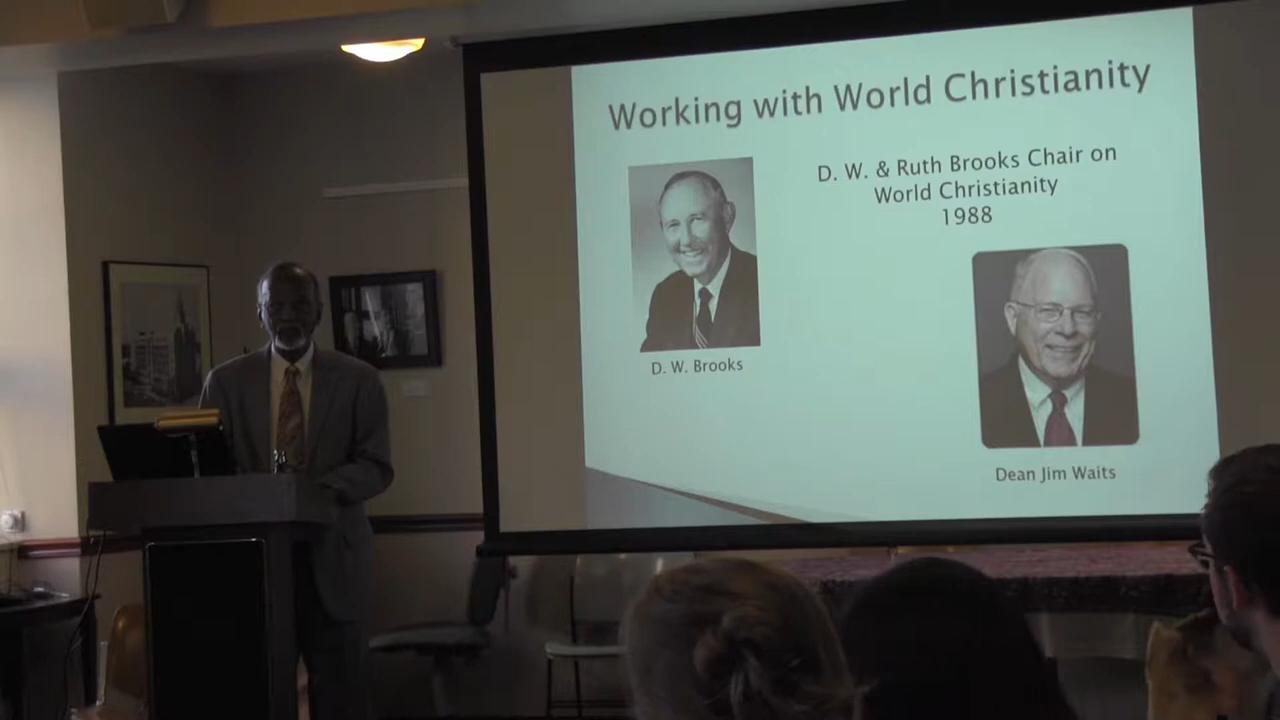 Working with World Christianity
D. W. & Ruth Brooks Chair on
World Christianity
1988
D. W. Brooks
Dean Jim Waits